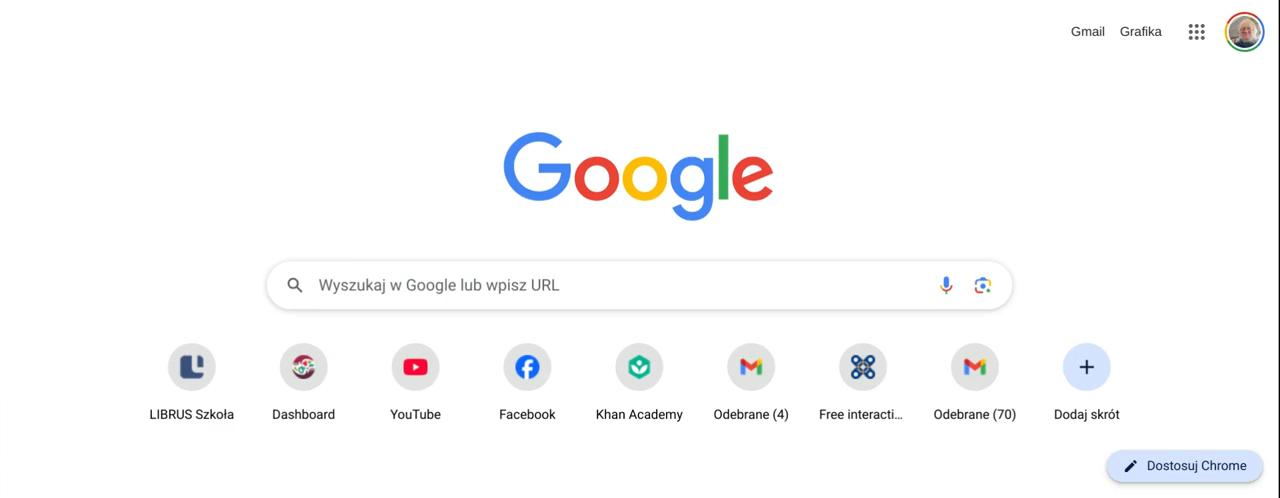 Gmail Grafika
Google
Wyszukaj w Google lub wpisz URL
LIBRUS Szkoła Dashboard YouTube Facebook Khan Academy Odebrane (4) Free interacti... Odebrane (70) Dodaj skrót
Dostosuj Chrome